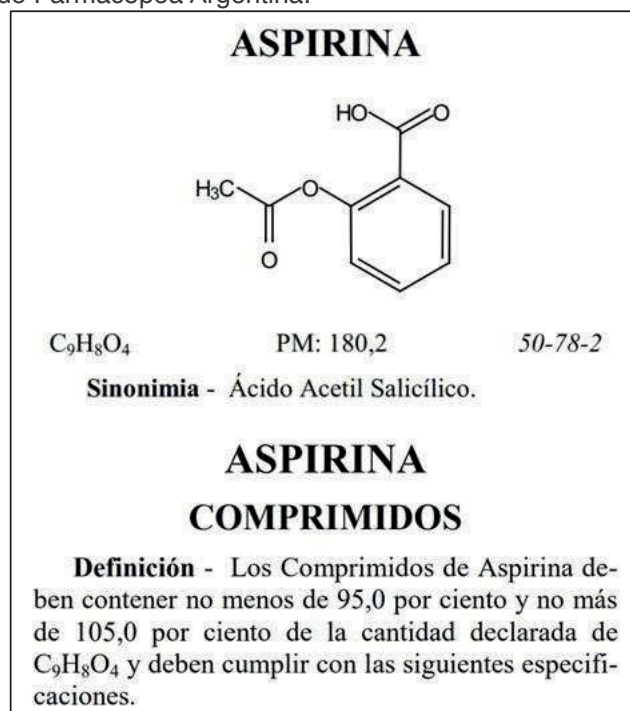 de Farmacopea Argentina.
ASPIRINA
HO
O
H₃C
O
O
C₉H₈O₄ PM: 180,2 50-78-2
Sinonimia - Ácido Acetil Salicílico.
ASPIRINA
COMPRIMIDOS
Definición - Los Comprimidos de Aspirina de-
ben contener no menos de 95,0 por ciento y no más
de 105,0 por ciento de la cantidad declarada de
C₉H₈O₄ y deben cumplir con las siguientes especifi-
caciones.